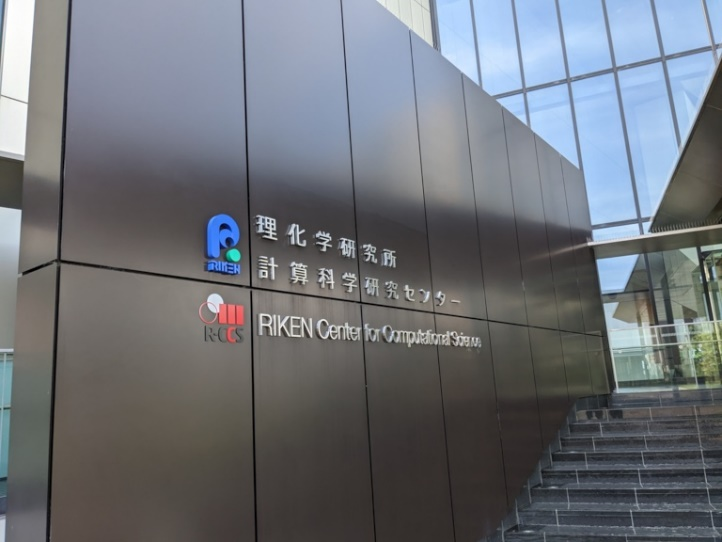 RIKEN
理化学研究所
計算科学研究センター
R-CCS
RIKEN Center for Computational Science